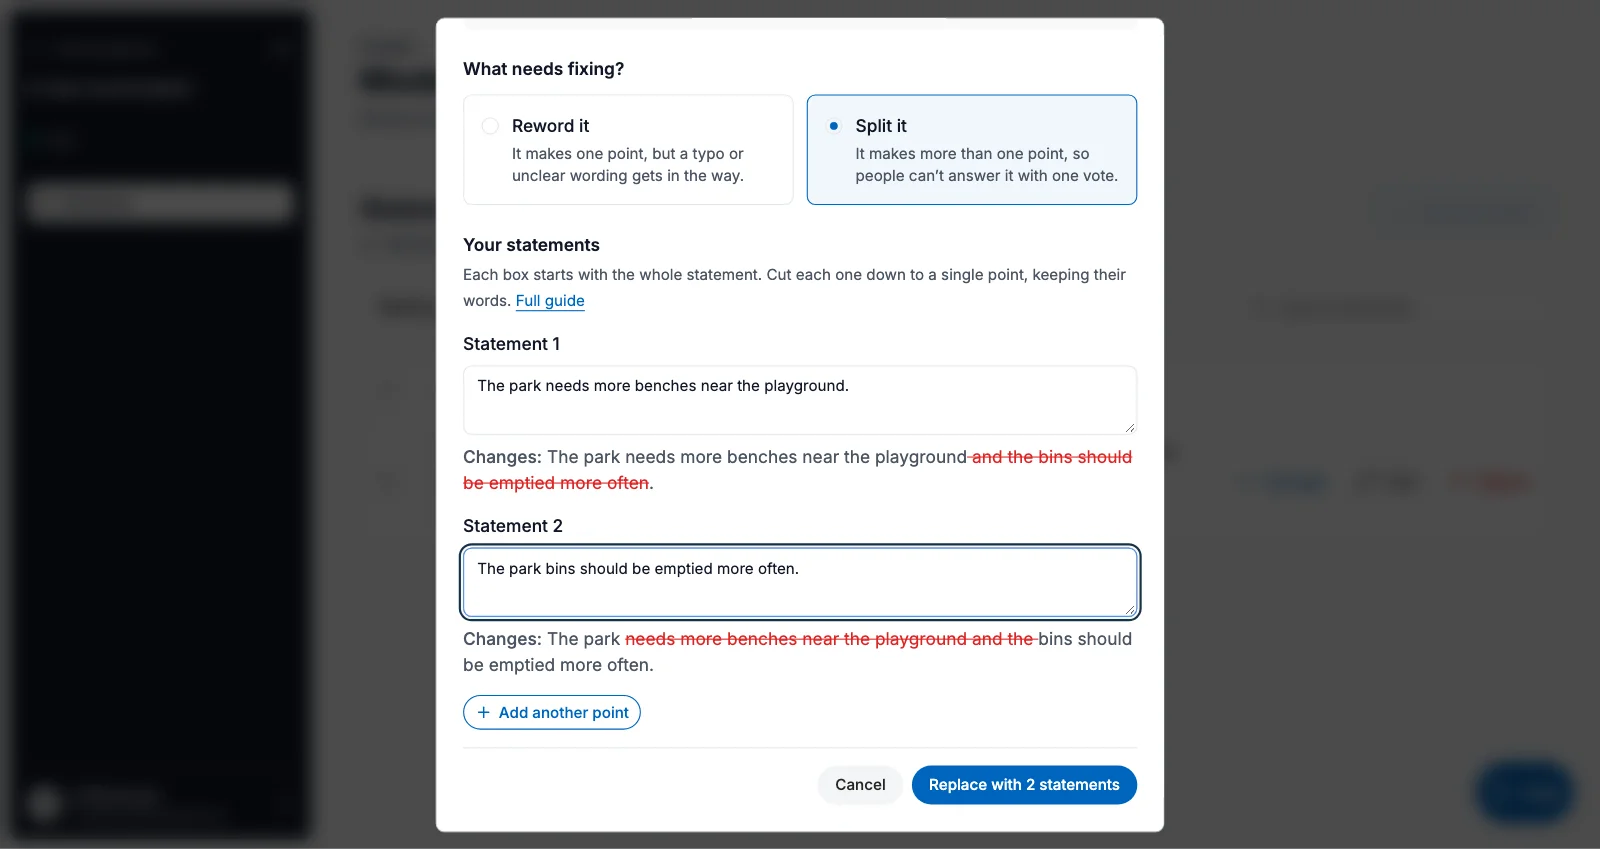 What needs fixing?
Reword it
It makes one point, but a typo or
unclear wording gets in the way.
Split it
It makes more than one point, so
people can’t answer it with one vote.
Your statements
Each box starts with the whole statement. Cut each one down to a single point, keeping their
words. Full guide
Statement 1
The park needs more benches near the playground.
Changes: The park needs more benches near the playground and the bins should
be emptied more often.
Statement 2
The park bins should be emptied more often.
Changes: The park needs more benches near the playground and the bins should
be emptied more often.
+ Add another point
Cancel
Replace with 2 statements